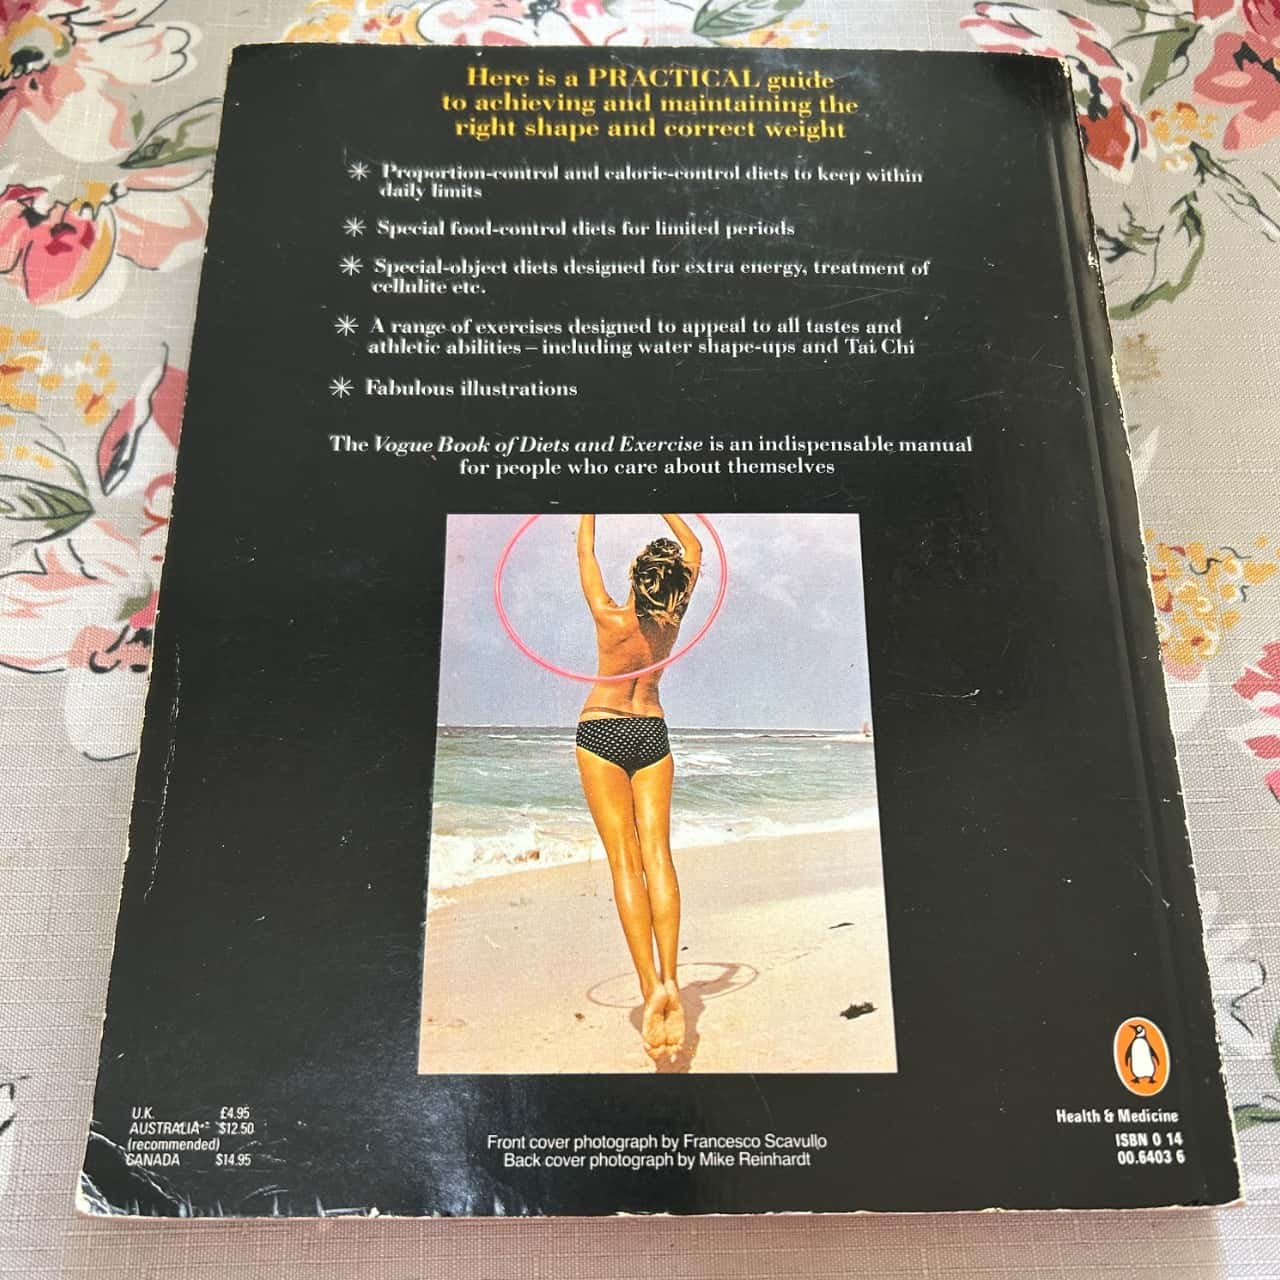 Here is a PRACTICAL guide
to achieving and maintaining the
right shape and correct weight
Proportion-control and calorie-control diets to keep within
daily limits
Special food-control diets for limited periods
Special-object diets designed for extra energy, treatment of
cellulite etc.
A range of exercises designed to appeal to all tastes and
athletic abilities – including water shape-ups and Tai Chi
Fabulous illustrations
The Vogue Book of Diets and Exercise is an indispensable manual
for people who care about themselves
U.K. £4.95
AUSTRALIA $12.50
(recommended)
CANADA $14.95
Front cover photograph by Francesco Scavullo
Back cover photograph by Mike Reinhardt
Health & Medicine
ISBN 0 14
00.6403 6